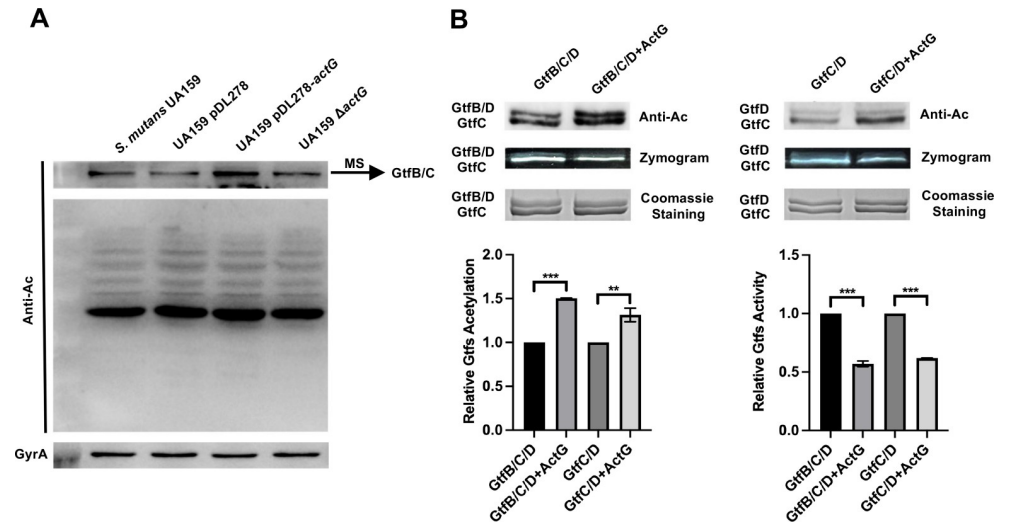 A
S. mutans UA159
UA159 pDL278
UA159 pDL278-actG
UA159 ΔactG
MS
GtfB/C
Anti-Ac
GyrA
B
GtfB/C/D
GtfB/C/D+ActG
GtfB/D
GtfC
Anti-Ac
GtfB/D
GtfC
Zymogram
GtfB/D
GtfC
Coomassie
Staining
GtfC/D
GtfC/D+ActG
GtfD
GtfC
Anti-Ac
GtfD
GtfC
Zymogram
GtfD
GtfC
Coomassie
Staining
Relative Gtfs Acetylation
2.0
1.5
1.0
0.5
0.0
***
**
GtfB/C/D
GtfB/C/D+ActG
GtfC/D
GtfC/D+ActG
Relative Gtfs Activity
1.5
1.0
0.5
0.0
***
***
GtfB/C/D
GtfB/C/D+ActG
GtfC/D
GtfC/D+ActG